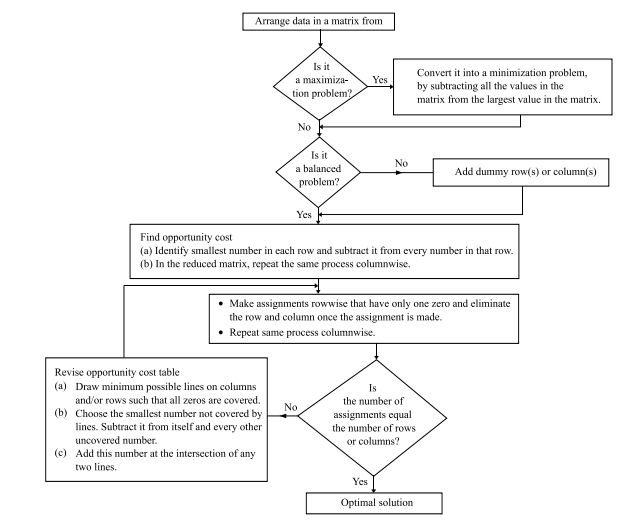 Arrange data in a matrix from
Is it
a maximiza-
tion problem?
Yes
Convert it into a minimization problem,
by subtracting all the values in the
matrix from the largest value in the matrix.
No
Is it
a balanced
problem?
No
Add dummy row(s) or column(s)
Yes
Find opportunity cost
(a) Identify smallest number in each row and subtract it from every number in that row.
(b) In the reduced matrix, repeat the same process columnwise.
• Make assignments rowwise that have only one zero and eliminate
the row and column once the assignment is made.
• Repeat same process columnwise.
Revise opportunity cost table
(a) Draw minimum possible lines on columns
and/or rows such that all zeros are covered.
(b) Choose the smallest number not covered by
lines. Subtract it from itself and every other
uncovered number.
(c) Add this number at the intersection of any
two lines.
No
Is
the number of
assignments equal
the number of rows
or columns?
Yes
Optimal solution